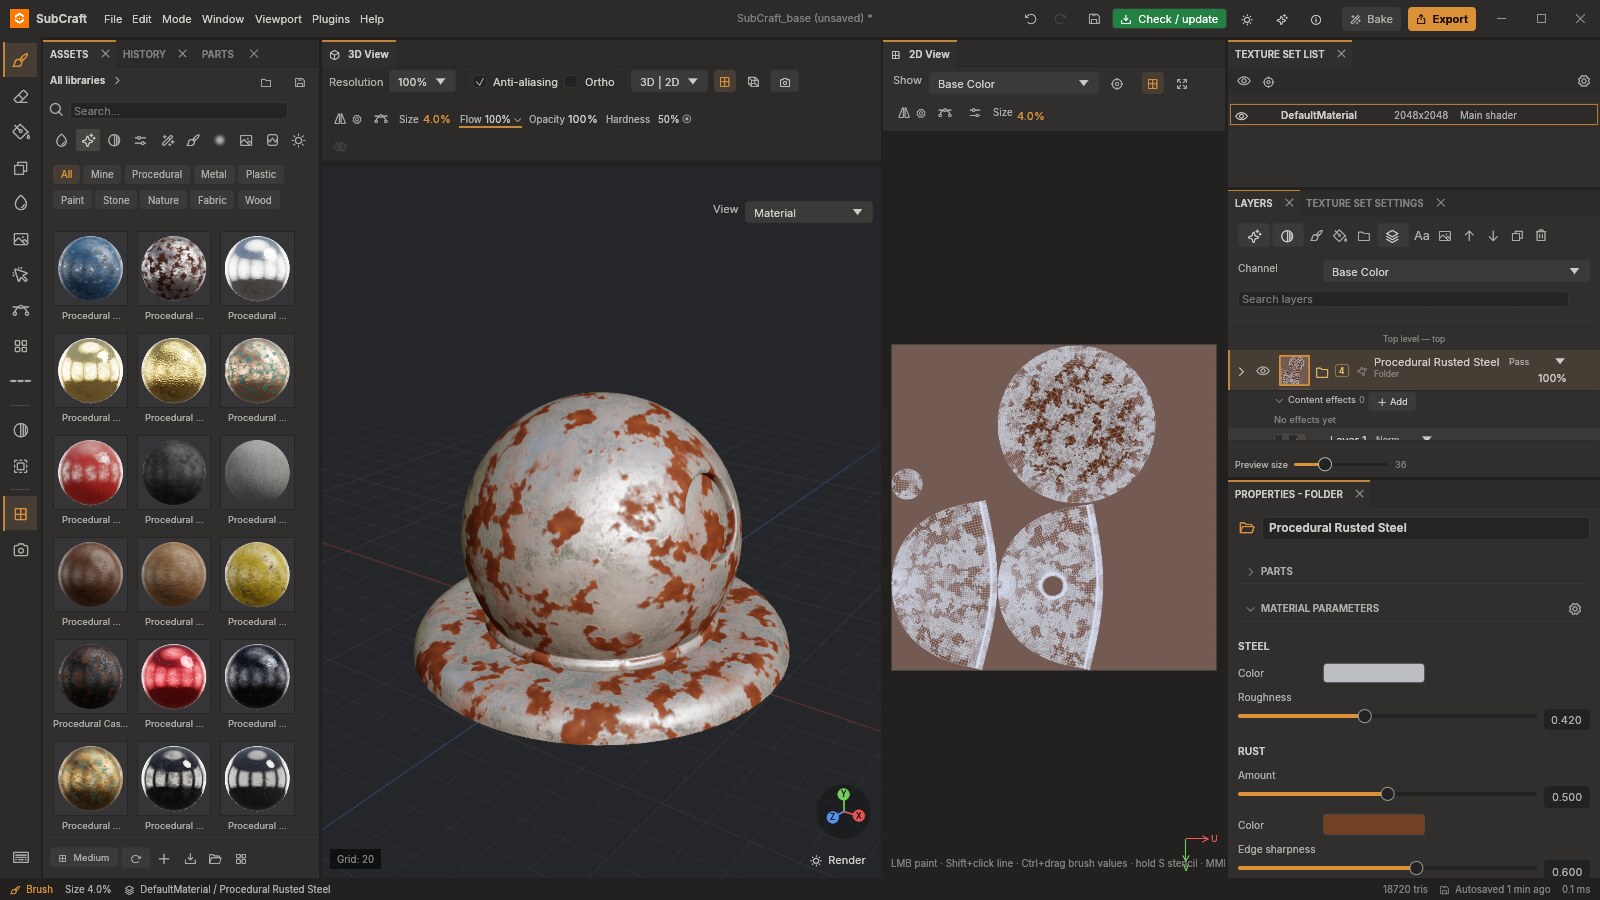 SubCraft File Edit Mode Window Viewport Plugins Help
SubCraft_base (unsaved) *
Check / update
Bake
Export
ASSETS HISTORY PARTS
All libraries
Search...
All Mine Procedural Metal Plastic
Paint Stone Nature Fabric Wood
Procedural ... Procedural ... Procedural ...
Procedural ... Procedural ... Procedural ...
Procedural ... Procedural ... Procedural ...
Procedural ... Procedural ... Procedural ...
Procedural Cas... Procedural ... Procedural ...
Procedural ... Procedural ... Procedural ...
Medium
3D View
Resolution 100% Anti-aliasing Ortho 3D | 2D
Size 4.0% Flow 100% Opacity 100% Hardness 50%
View Material
Y
Z X
Grid: 20
Render
2D View
Show Base Color
Size 4.0%
U
LMB paint · Shift+click line · Ctrl+drag brush values · hold S stencil · MM
TEXTURE SET LIST
DefaultMaterial 2048x2048 Main shader
LAYERS TEXTURE SET SETTINGS
Aa
Channel Base Color
Search layers
Top level — top
4 Procedural Rusted Steel Pass
Folder
100%
Content effects 0 + Add
No effects yet
Layer 1 Norm
Preview size 36
PROPERTIES - FOLDER
Procedural Rusted Steel
PARTS
MATERIAL PARAMETERS
STEEL
Color
Roughness
0.420
RUST
Amount
0.500
Color
Edge sharpness
0.600
Brush Size 4.0% DefaultMaterial / Procedural Rusted Steel
18720 tris Autosaved 1 min ago 0.1 ms